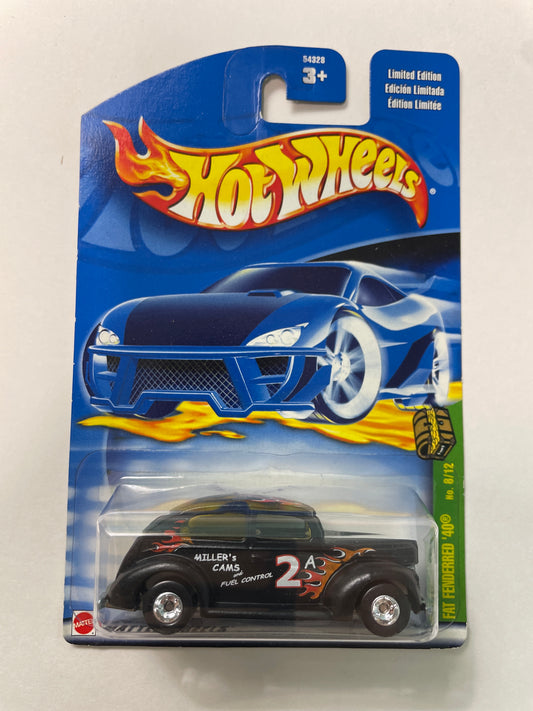 54328
3+
Limited Edition
Edición Limitada
Édition Limitée
HOT WHEELS®
FAT FENDERRED '40® No. 8/12
MILLER's
CAMS
and
FUEL CONTROL
2A
MATTEL